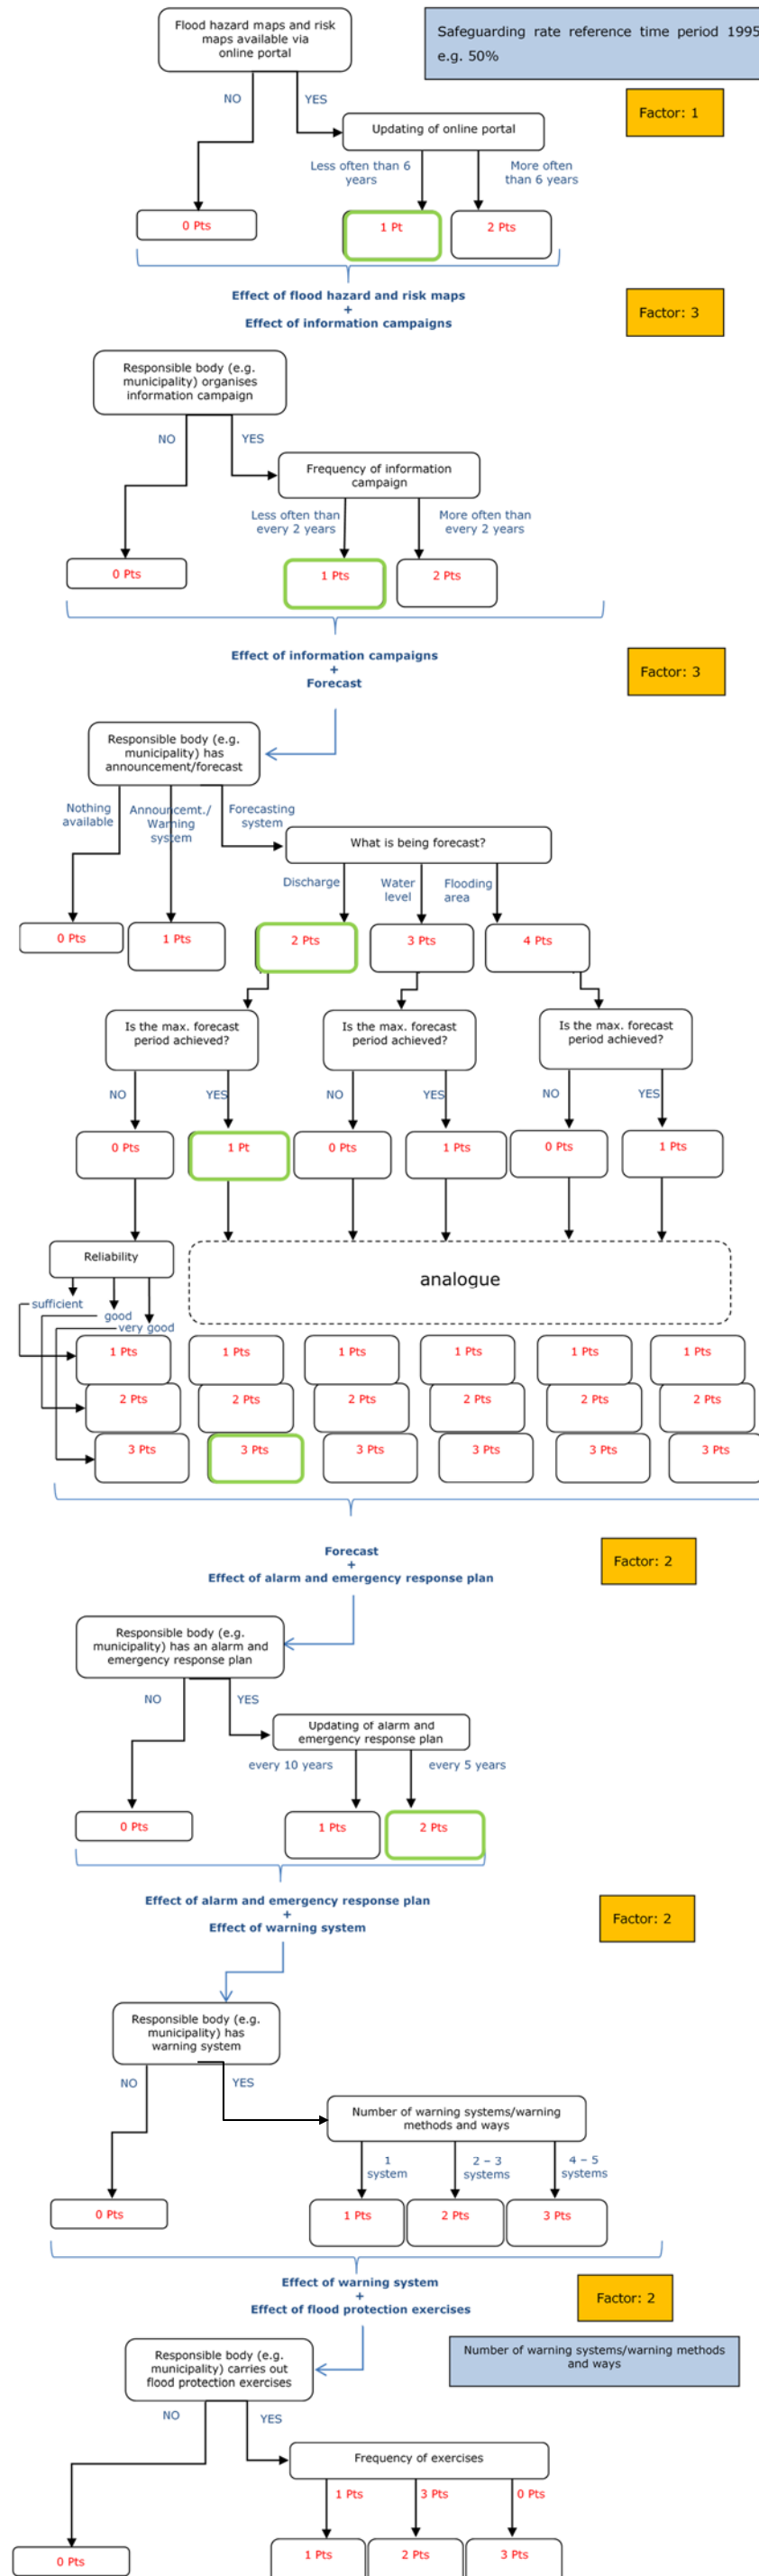 Flood hazard maps and risk
maps available via
online portal
Safeguarding rate reference time period 1995
e.g. 50%
NO
YES
Factor: 1
Updating of online portal
Less often than 6
years
More often
than 6 years
0 Pts
1 Pt
2 Pts
Effect of flood hazard and risk maps
+
Effect of information campaigns
Factor: 3
Responsible body (e.g.
municipality) organises
information campaign
NO
YES
Frequency of information
campaign
Less often than
every 2 years
More often than
every 2 years
0 Pts
1 Pts
2 Pts
Effect of information campaigns
+
Forecast
Factor: 3
Responsible body (e.g.
municipality) has
announcement/forecast
Nothing
available
Announcemt./
Warning
system
Forecasting
system
What is being forecast?
Discharge
Water
level
Flooding
area
0 Pts
1 Pts
2 Pts
3 Pts
4 Pts
Is the max. forecast
period achieved?
Is the max. forecast
period achieved?
Is the max. forecast
period achieved?
NO
YES
NO
YES
NO
YES
0 Pts
1 Pt
0 Pts
1 Pts
0 Pts
1 Pts
Reliability
analogue
sufficient
good
very good
1 Pts
1 Pts
1 Pts
1 Pts
1 Pts
1 Pts
2 Pts
2 Pts
2 Pts
2 Pts
2 Pts
2 Pts
3 Pts
3 Pts
3 Pts
3 Pts
3 Pts
3 Pts
Forecast
+
Effect of alarm and emergency response plan
Factor: 2
Responsible body (e.g.
municipality) has an alarm and
emergency response plan
NO
YES
Updating of alarm and
emergency response plan
every 10 years
every 5 years
0 Pts
1 Pts
2 Pts
Effect of alarm and emergency response plan
+
Effect of warning system
Factor: 2
Responsible body (e.g.
municipality) has
warning system
NO
YES
Number of warning systems/warning
methods and ways
1
system
2 – 3
systems
4 – 5
systems
0 Pts
1 Pts
2 Pts
3 Pts
Effect of warning system
+
Effect of flood protection exercises
Factor: 2
Responsible body (e.g.
municipality) carries out
flood protection exercises
Number of warning systems/warning methods
and ways
NO
YES
Frequency of exercises
1 Pts
3 Pts
0 Pts
0 Pts
1 Pts
2 Pts
3 Pts